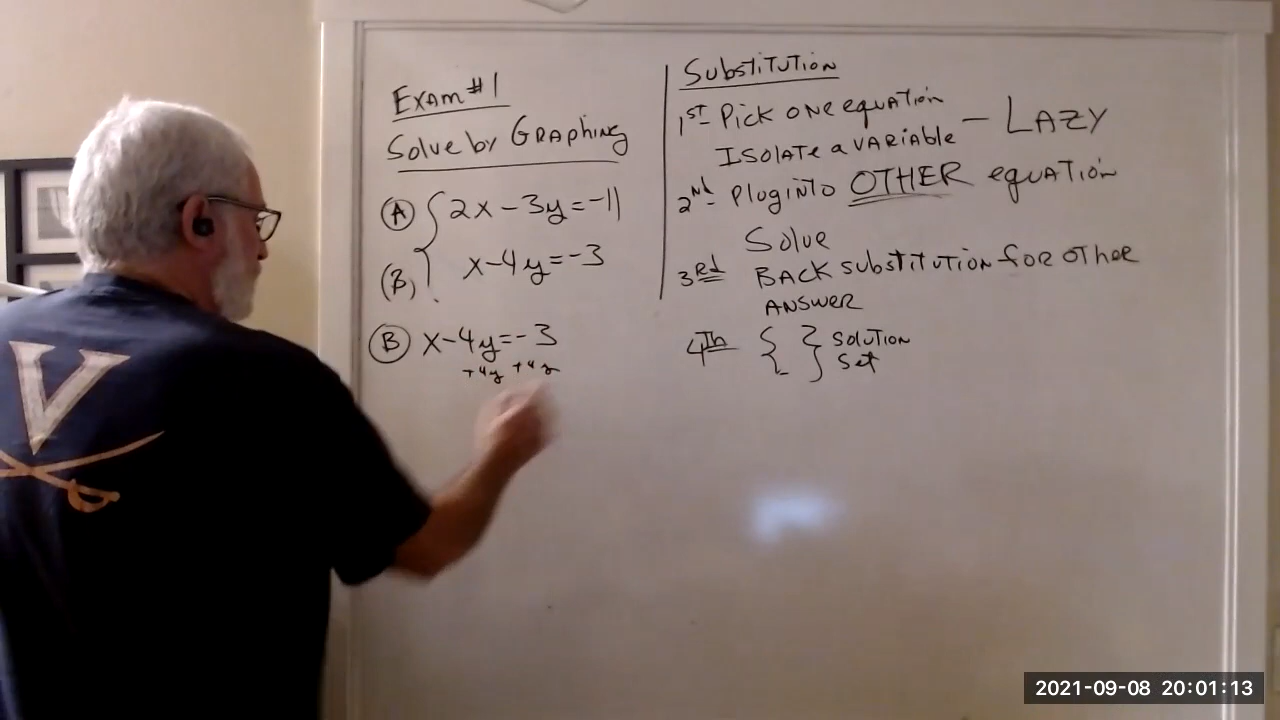 Exam #1
Solve by Graphing
(A) { 2x - 3y = -11
(B) x - 4y = -3
(B) x - 4y = -3
+4y +4y
Substitution
1st Pick one equation
Isolate a variable - LAZY
2nd Plug into OTHER equation
Solve
3rd Back substitution for other
answer
4th { } solution
set
V
2021-09-08 20:01:13